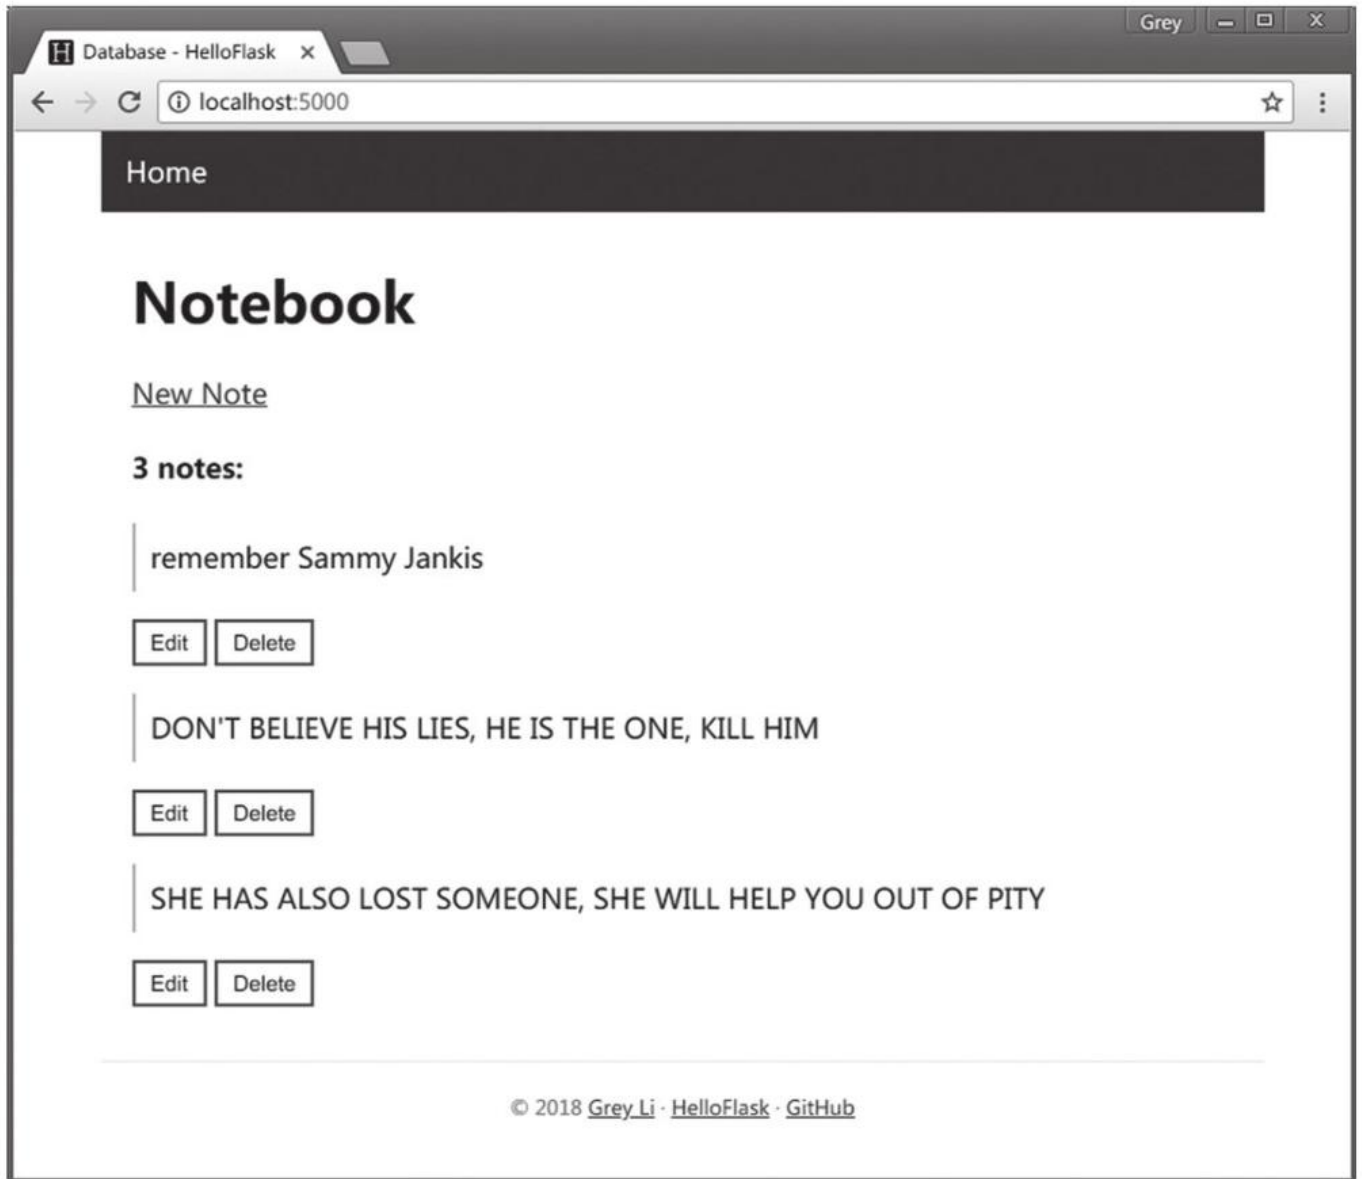 Grey
Database - HelloFlask
localhost:5000
Home
Notebook
New Note
3 notes:
remember Sammy Jankis
Edit Delete
DON'T BELIEVE HIS LIES, HE IS THE ONE, KILL HIM
Edit Delete
SHE HAS ALSO LOST SOMEONE, SHE WILL HELP YOU OUT OF PITY
Edit Delete
© 2018 Grey Li · HelloFlask · GitHub